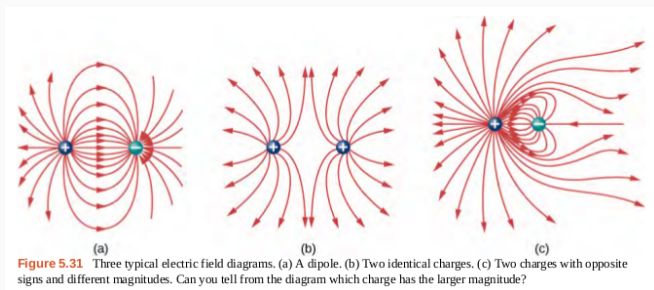 + − + + + −
(a) (b) (c)
Figure 5.31 Three typical electric field diagrams. (a) A dipole. (b) Two identical charges. (c) Two charges with opposite
signs and different magnitudes. Can you tell from the diagram which charge has the larger magnitude?